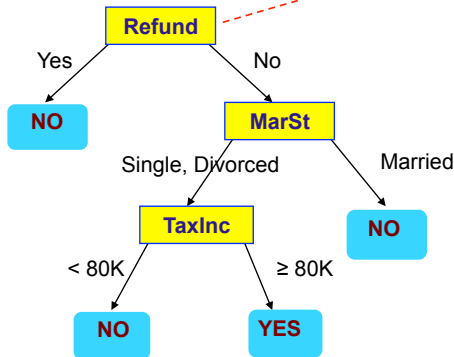 Refund
Yes
No
NO
MarSt
Single, Divorced
Married
TaxInc
NO
< 80K
≥ 80K
NO
YES